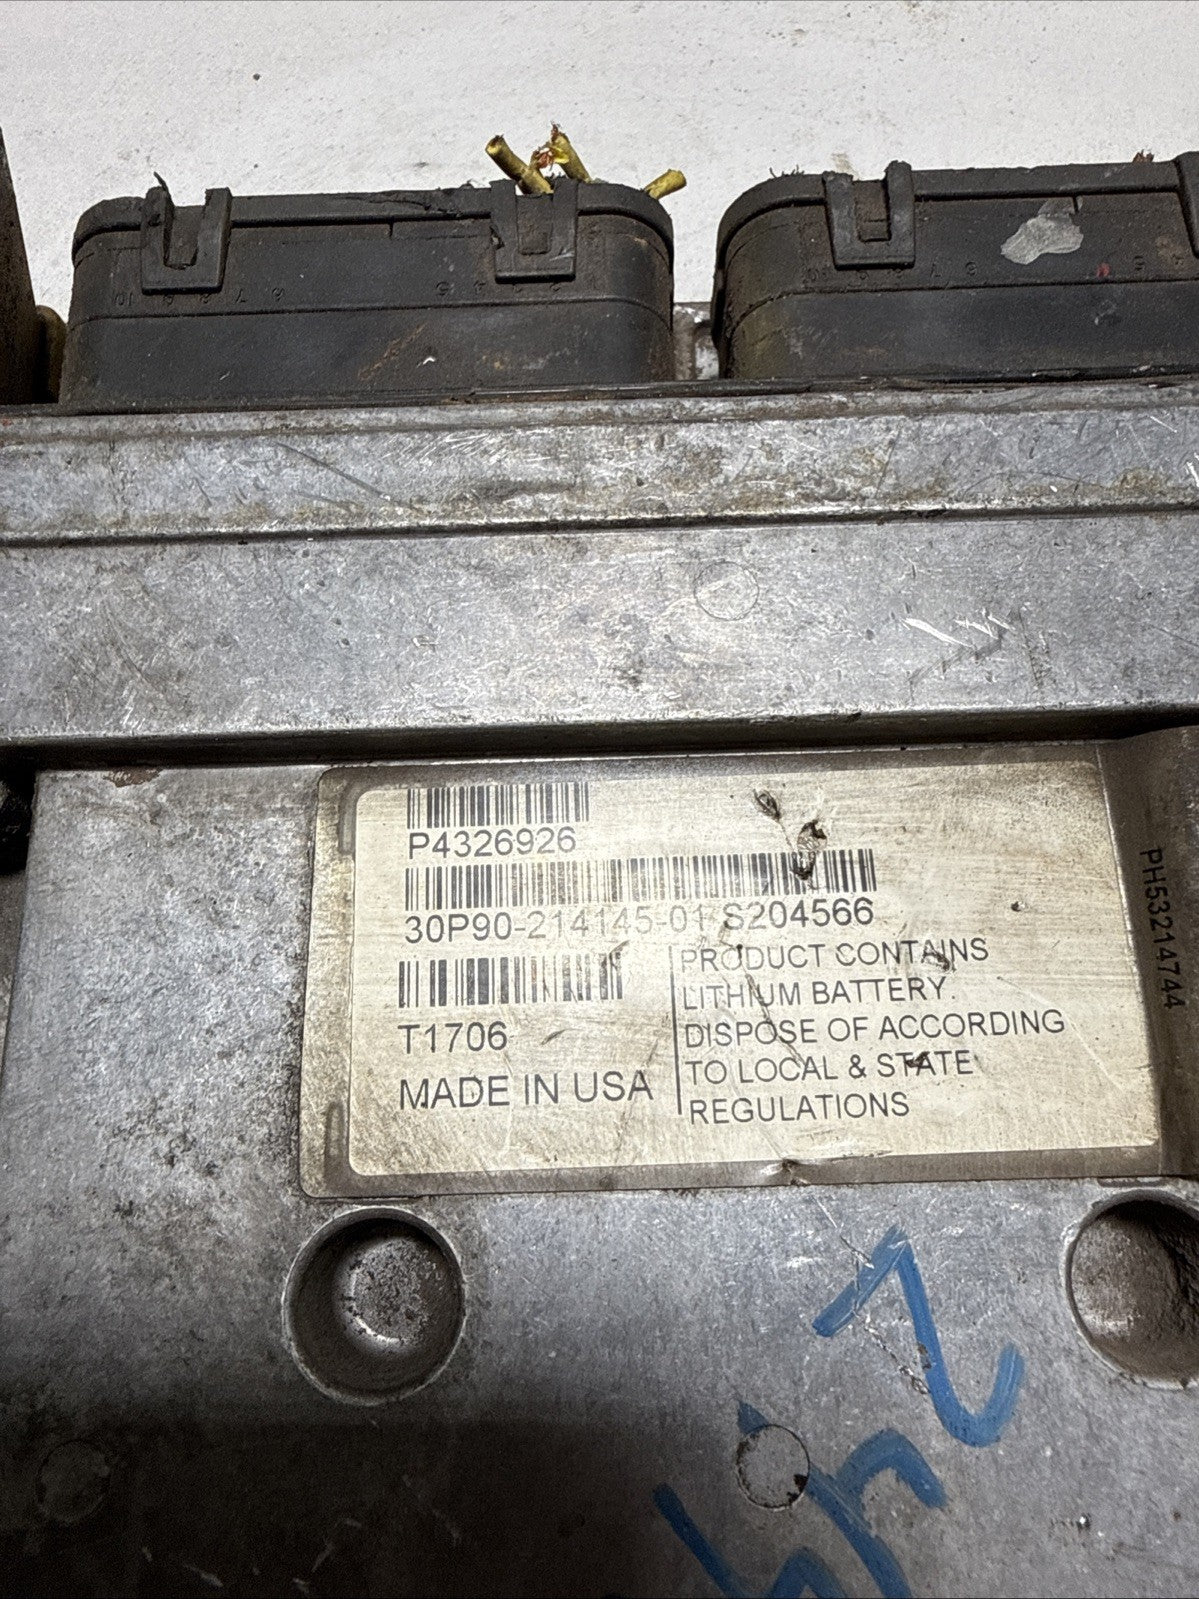 P4326926
30P90-214145-01 S204566
T1706
MADE IN USA
PRODUCT CONTAINS
LITHIUM BATTERY.
DISPOSE OF ACCORDING
TO LOCAL & STATE
REGULATIONS
PH53214744